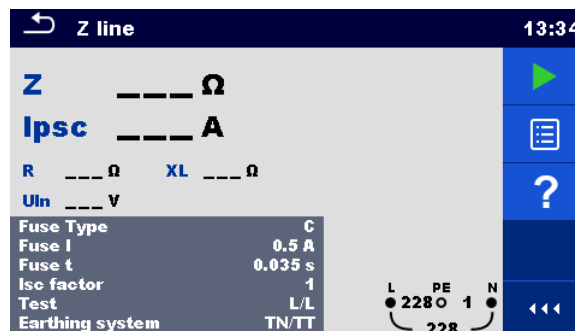 Z line 13:34
Z ___ Ω
Ipsc ___ A
R ___ Ω XL ___ Ω
Uln ___ V
Fuse Type C
Fuse I 0.5 A
Fuse t 0.035 s
Isc factor 1
Test L/L
Earthing system TN/TT
L PE N
228 1
228
?